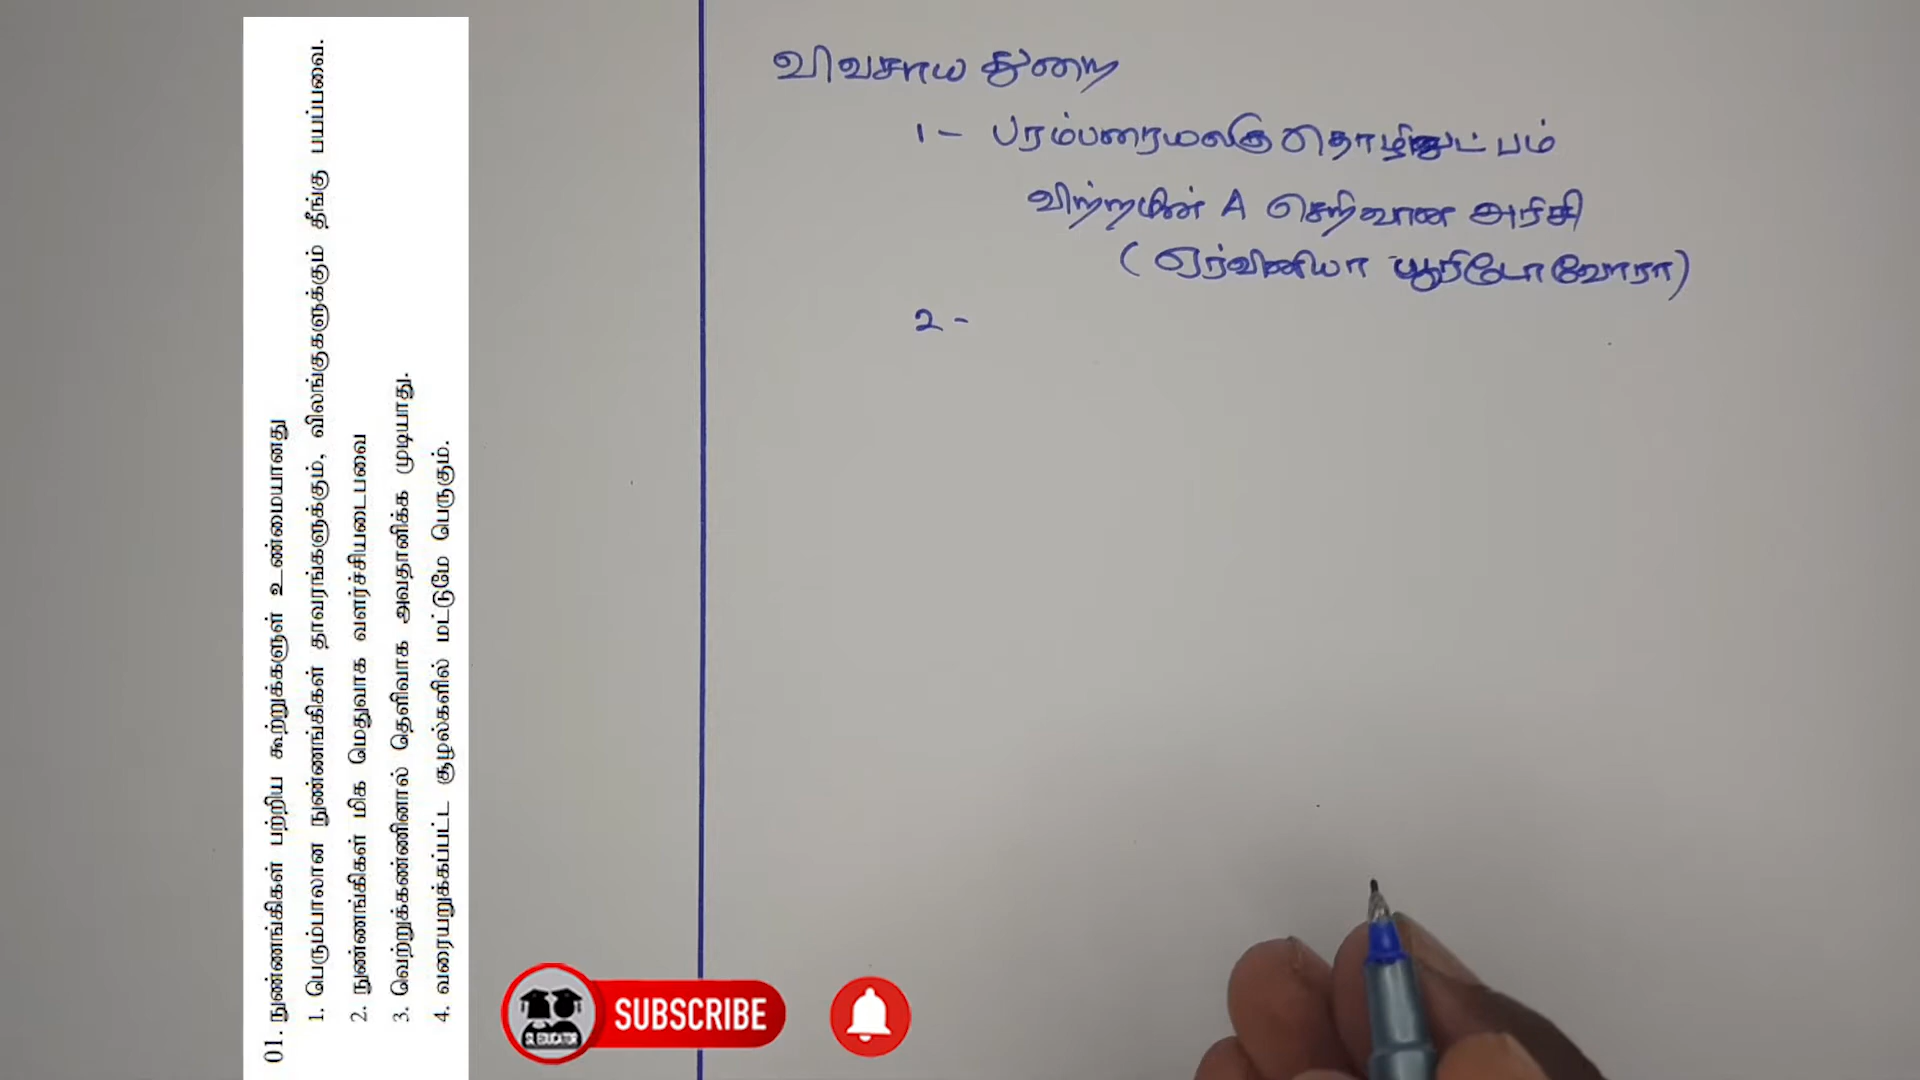 01. நுண்ணங்கிகள் பற்றிய கூற்றுக்களுள் உண்மையானது
1. பெரும்பாலான நுண்ணங்கிகள் தாவரங்களுக்கும், விலங்குகளுக்கும் தீங்கு பயப்பவை.
2. நுண்ணங்கிகள் மிக மெதுவாக வளர்ச்சியடைபவை
3. வெற்றுக்கண்ணினால் தெளிவாக அவதானிக்க முடியாது.
4. வரையறுக்கப்பட்ட சூழல்களில் மட்டுமே பெருகும்.
விவசாய துறை
1 - பரம்பரையலகு தொழினுட்பம்
விற்றமின் A செறிவான அரிசி
(ஏர்வினியா யூரிடோவோரா)
2 -
SL EDUCATOR
SUBSCRIBE